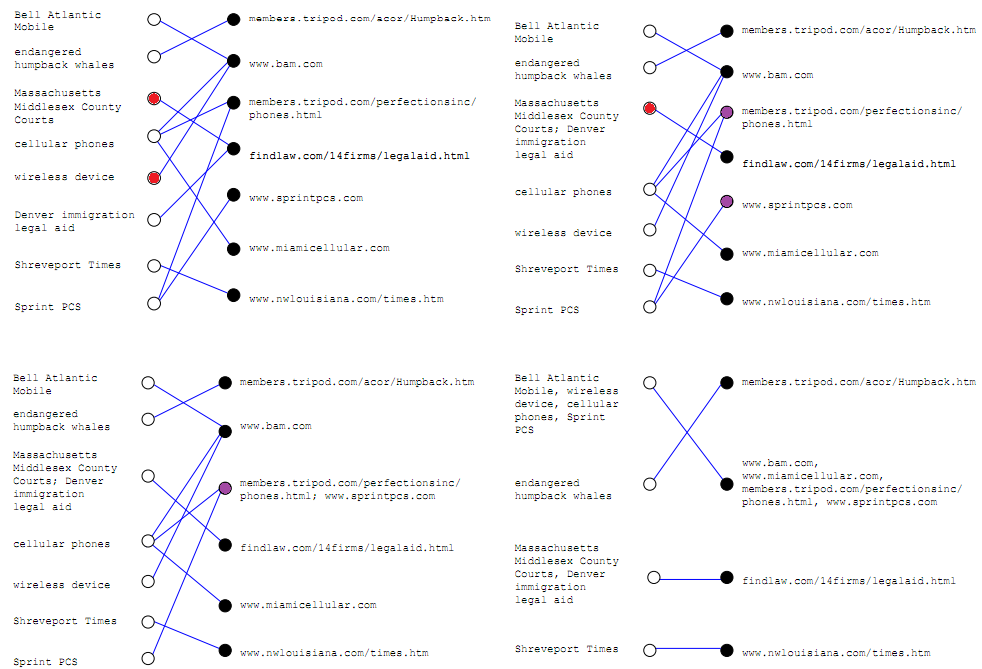 Bell Atlantic
Mobile
endangered
humpback whales
Massachusetts
Middlesex County
Courts
cellular phones
wireless device
Denver immigration
legal aid
Shreveport Times
Sprint PCS
members.tripod.com/acor/Humpback.htm
www.bam.com
members.tripod.com/perfectionsinc/
phones.html
findlaw.com/14firms/legalaid.html
www.sprintpcs.com
www.miamicellular.com
www.nwlouisiana.com/times.htm
Bell Atlantic
Mobile
endangered
humpback whales
Massachusetts
Middlesex County
Courts; Denver
immigration
legal aid
cellular phones
wireless device
Shreveport Times
Sprint PCS
members.tripod.com/acor/Humpback.htm
www.bam.com
members.tripod.com/perfectionsinc/
phones.html
findlaw.com/14firms/legalaid.html
www.sprintpcs.com
www.miamicellular.com
www.nwlouisiana.com/times.htm
Bell Atlantic
Mobile
endangered
humpback whales
Massachusetts
Middlesex County
Courts; Denver
immigration
legal aid
cellular phones
wireless device
Shreveport Times
Sprint PCS
members.tripod.com/acor/Humpback.htm
www.bam.com
members.tripod.com/perfectionsinc/
phones.html; www.sprintpcs.com
findlaw.com/14firms/legalaid.html
www.miamicellular.com
www.nwlouisiana.com/times.htm
Bell Atlantic
Mobile, wireless
device, cellular
phones, Sprint
PCS
endangered
humpback whales
Massachusetts
Middlesex County
Courts, Denver
immigration
legal aid
Shreveport Times
members.tripod.com/acor/Humpback.htm
www.bam.com,
www.miamicellular.com,
members.tripod.com/perfectionsinc/
phones.html, www.sprintpcs.com
findlaw.com/14firms/legalaid.html
www.nwlouisiana.com/times.htm